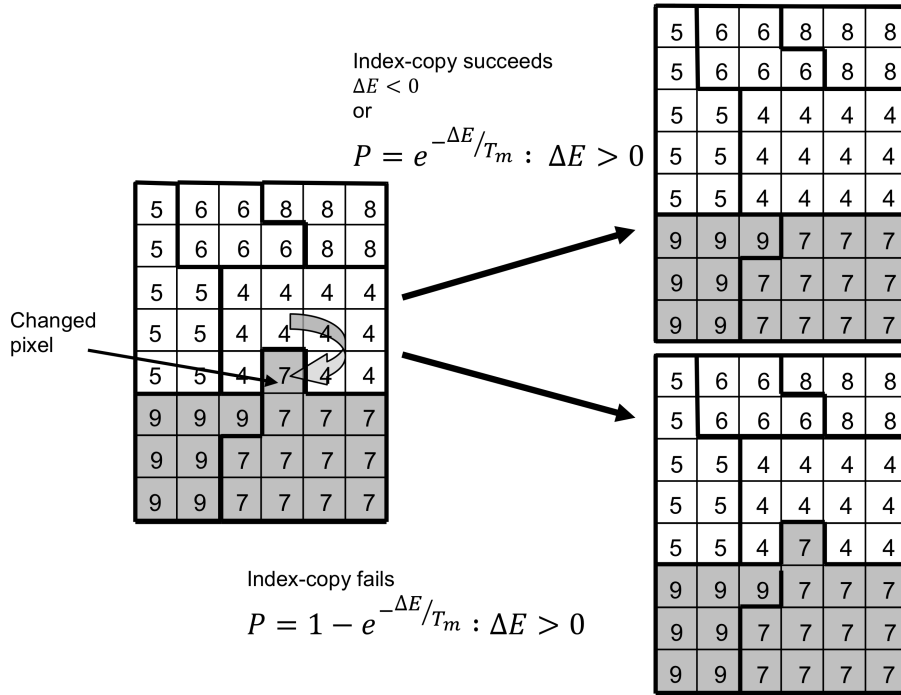 Index-copy succeeds
ΔE < 0
or
P = e^{-ΔE/T_m} : ΔE > 0
5 6 6 8 8 8
5 6 6 6 8 8
5 5 4 4 4 4
5 5 4 4 4 4
5 5 4 4 4 4
9 9 9 7 7 7
9 9 7 7 7 7
9 9 7 7 7 7
5 6 6 8 8 8
5 6 6 6 8 8
5 5 4 4 4 4
5 5 4 4 4 4
5 5 4 7 4 4
9 9 9 7 7 7
9 9 7 7 7 7
9 9 7 7 7 7
Changed
pixel
5 6 6 8 8 8
5 6 6 6 8 8
5 5 4 4 4 4
5 5 4 4 4 4
5 5 4 7 4 4
9 9 9 7 7 7
9 9 7 7 7 7
9 9 7 7 7 7
Index-copy fails
P = 1 − e^{-ΔE/T_m} : ΔE > 0